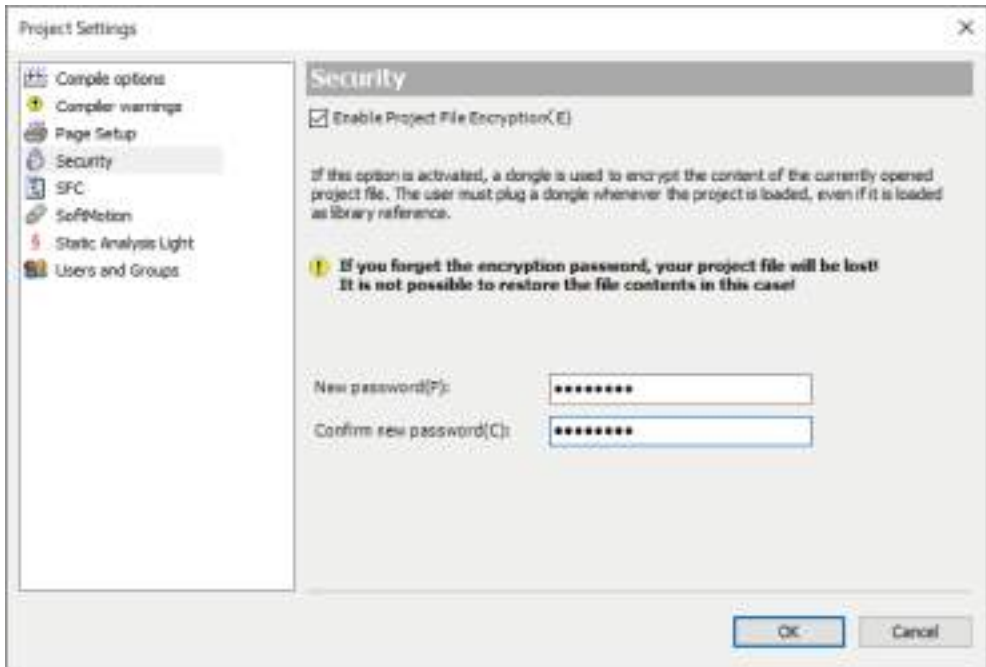 Project Settings
Compile options
Compiler warnings
Page Setup
Security
SFC
SoftMotion
Static Analysis Light
Users and Groups
Security
Enable Project File Encryption(E)
If this option is activated, a dongle is used to encrypt the content of the currently opened
project file. The user must plug a dongle whenever the project is loaded, even if it is loaded
as library reference.
If you forget the encryption password, your project file will be lost!
It is not possible to restore the file contents in this case!
New password(P):
Confirm new password(C):
OK
Cancel